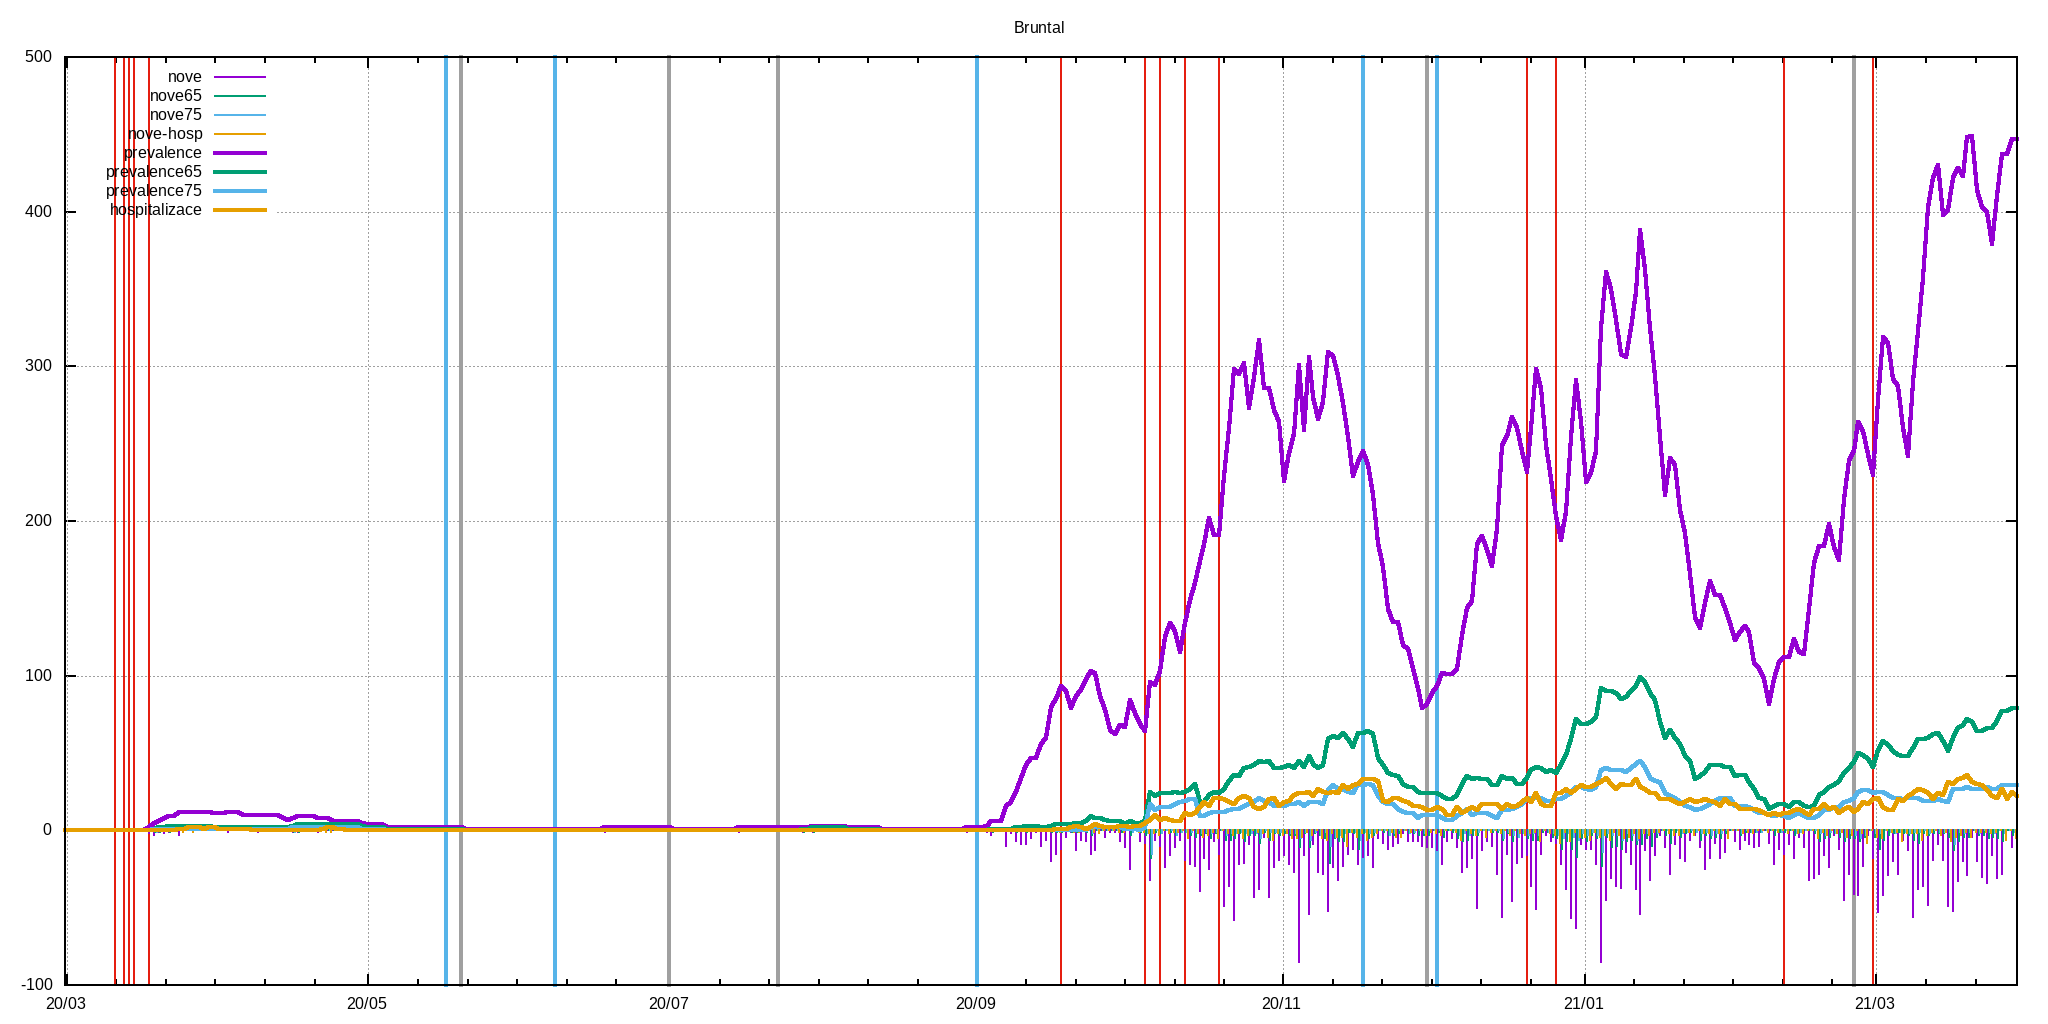 Bruntal
500
nove
nove65
nove75
nove-hosp
prevalence
prevalence65
prevalence75
hospitalizace
400
300
200
100
0
-100
20/03 20/05 20/07 20/09 20/11 21/01 21/03